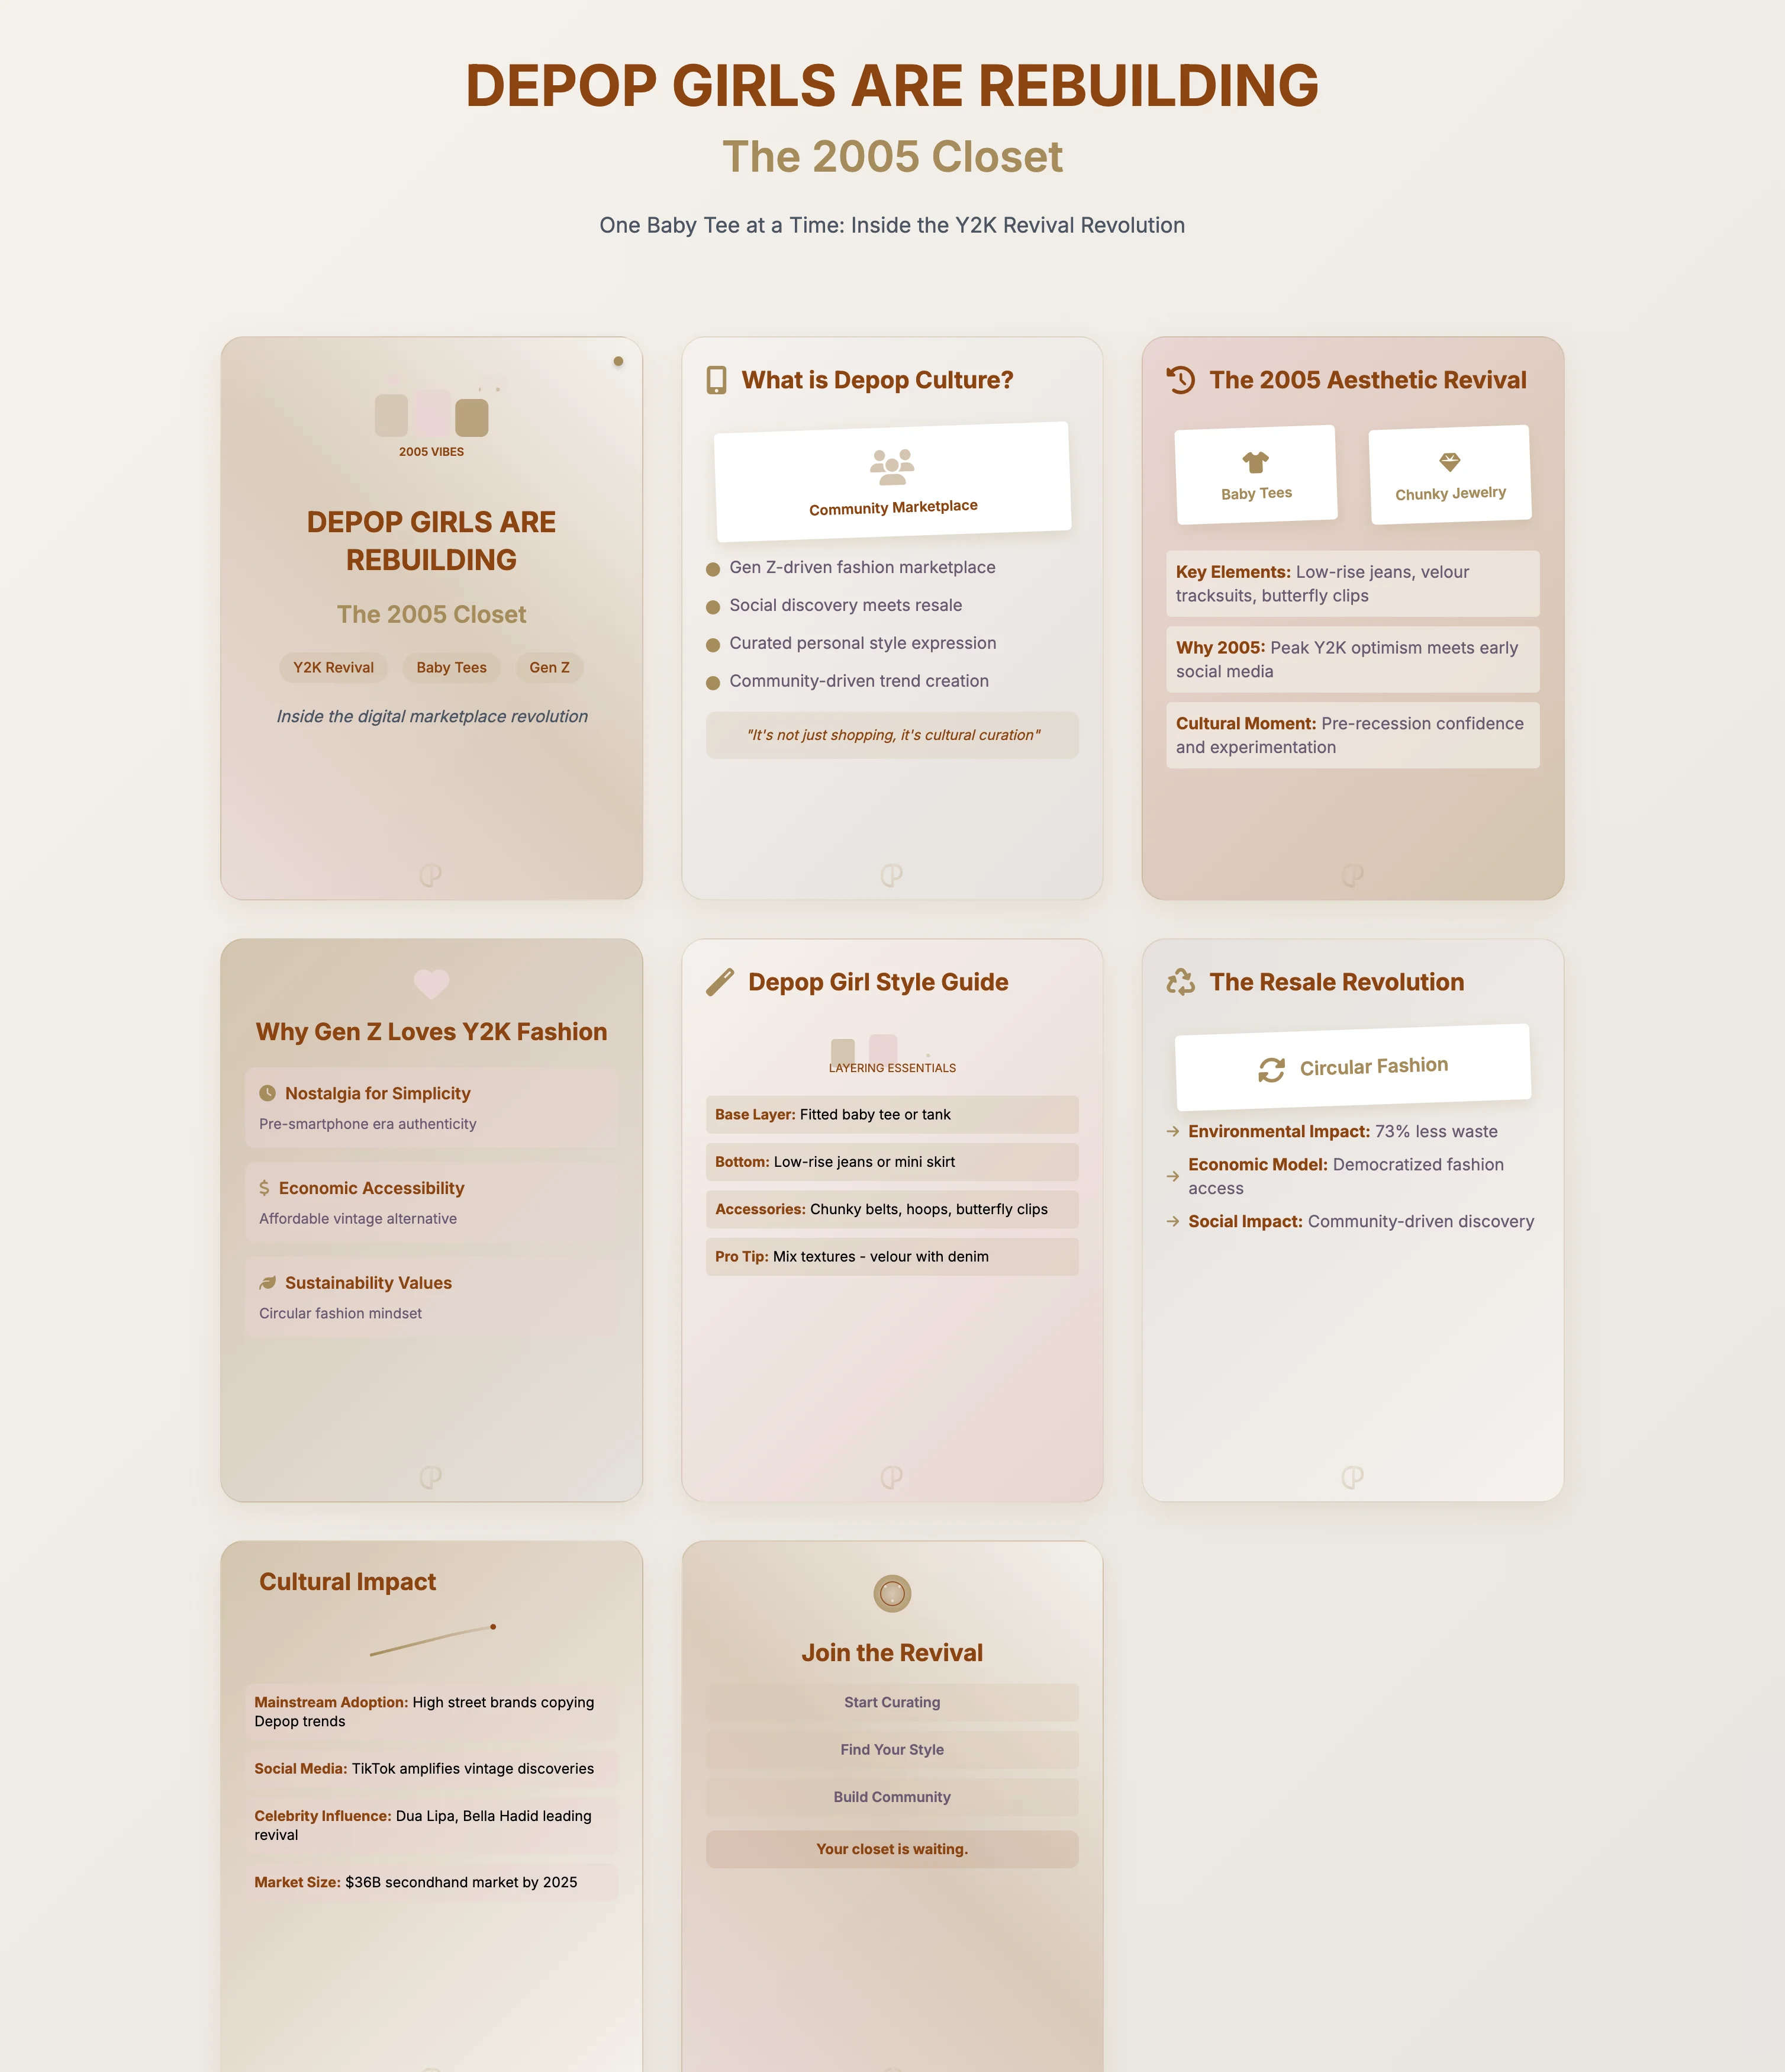 DEPOP GIRLS ARE REBUILDING
The 2005 Closet
One Baby Tee at a Time: Inside the Y2K Revival Revolution
2005 VIBES
DEPOP GIRLS ARE
REBUILDING
The 2005 Closet
Y2K Revival
Baby Tees
Gen Z
Inside the digital marketplace revolution
What is Depop Culture?
Community Marketplace
Gen Z-driven fashion marketplace
Social discovery meets resale
Curated personal style expression
Community-driven trend creation
"It's not just shopping, it's cultural curation"
The 2005 Aesthetic Revival
Baby Tees
Chunky Jewelry
Key Elements: Low-rise jeans, velour
tracksuits, butterfly clips
Why 2005: Peak Y2K optimism meets early
social media
Cultural Moment: Pre-recession confidence
and experimentation
Why Gen Z Loves Y2K Fashion
Nostalgia for Simplicity
Pre-smartphone era authenticity
Economic Accessibility
Affordable vintage alternative
Sustainability Values
Circular fashion mindset
Depop Girl Style Guide
LAYERING ESSENTIALS
Base Layer: Fitted baby tee or tank
Bottom: Low-rise jeans or mini skirt
Accessories: Chunky belts, hoops, butterfly clips
Pro Tip: Mix textures - velour with denim
The Resale Revolution
Circular Fashion
Environmental Impact: 73% less waste
Economic Model: Democratized fashion
access
Social Impact: Community-driven discovery
Cultural Impact
Mainstream Adoption: High street brands copying
Depop trends
Social Media: TikTok amplifies vintage discoveries
Celebrity Influence: Dua Lipa, Bella Hadid leading
revival
Market Size: $36B secondhand market by 2025
Join the Revival
Start Curating
Find Your Style
Build Community
Your closet is waiting.